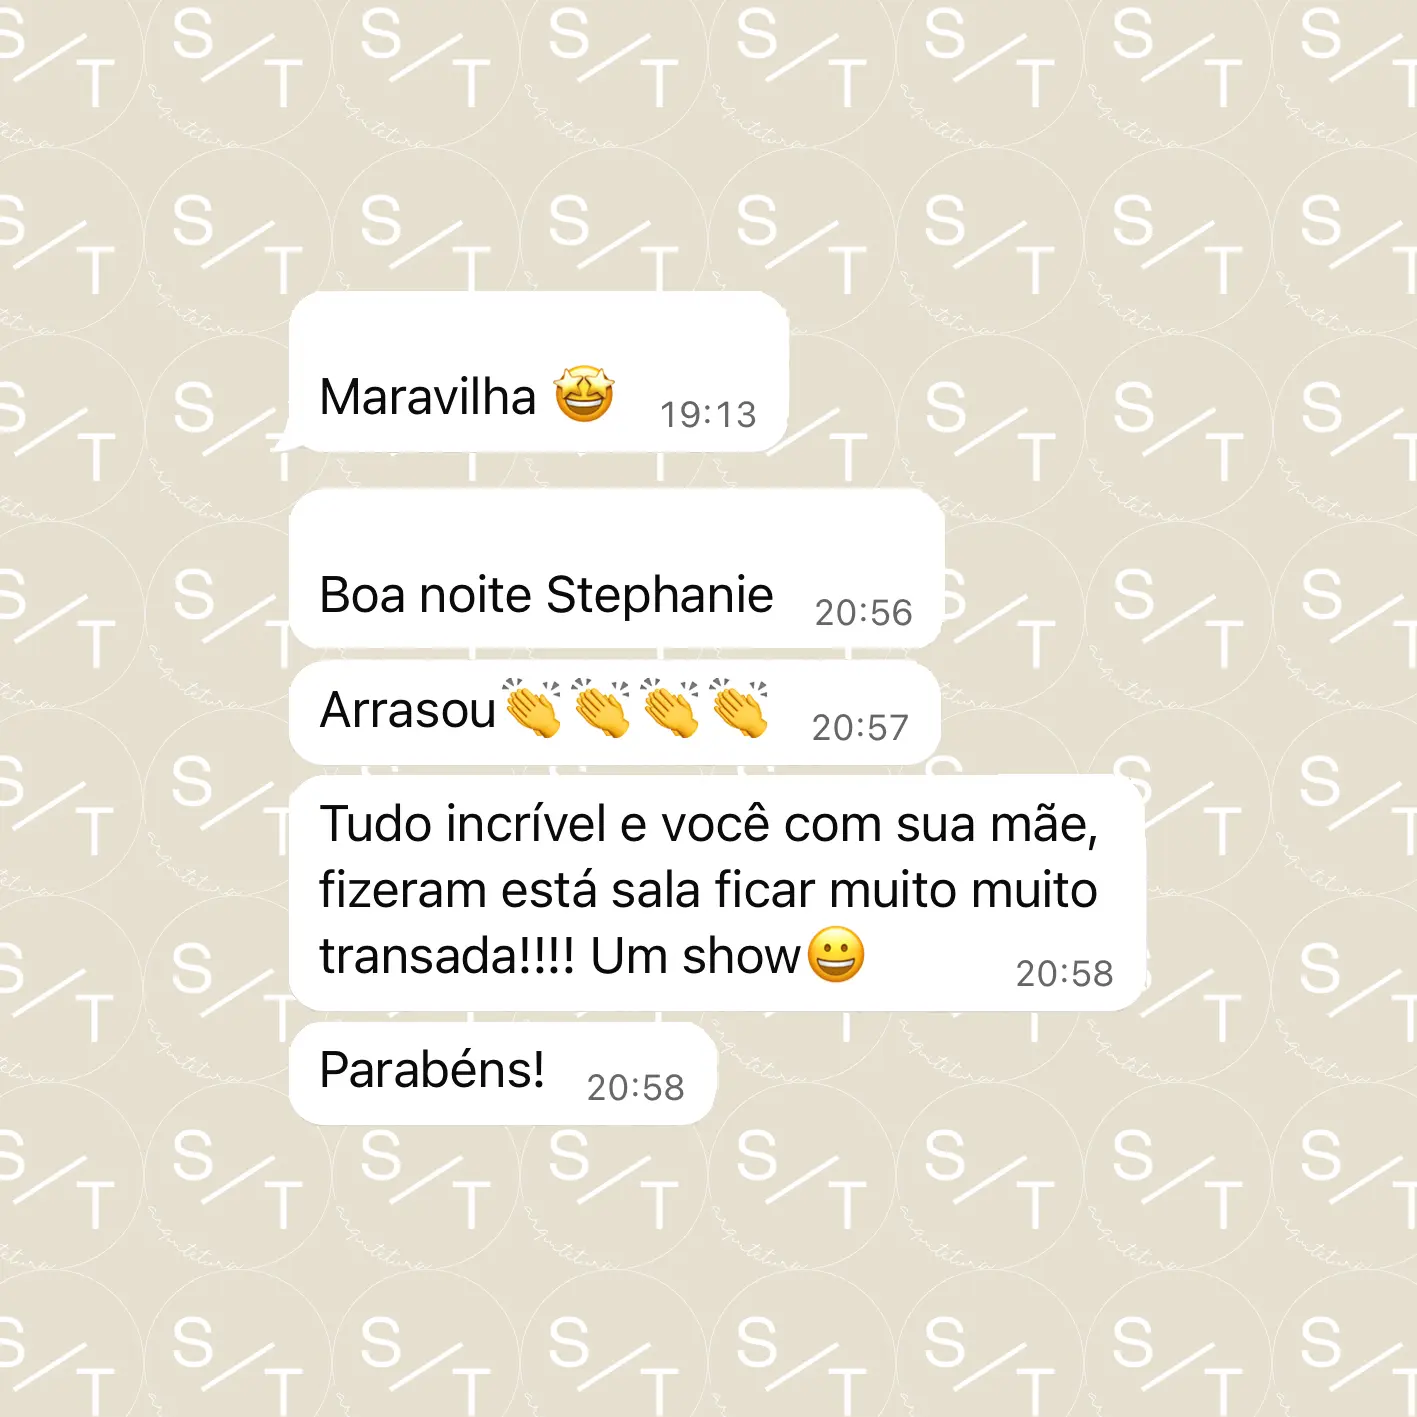 Maravilha 🤩 19:13
Boa noite Stephanie 20:56
Arrasou👏👏👏👏 20:57
Tudo incrível e você com sua mãe,
fizeram está sala ficar muito muito
transada!!!! Um show😀 20:58
Parabéns! 20:58
S/T
arquitetura